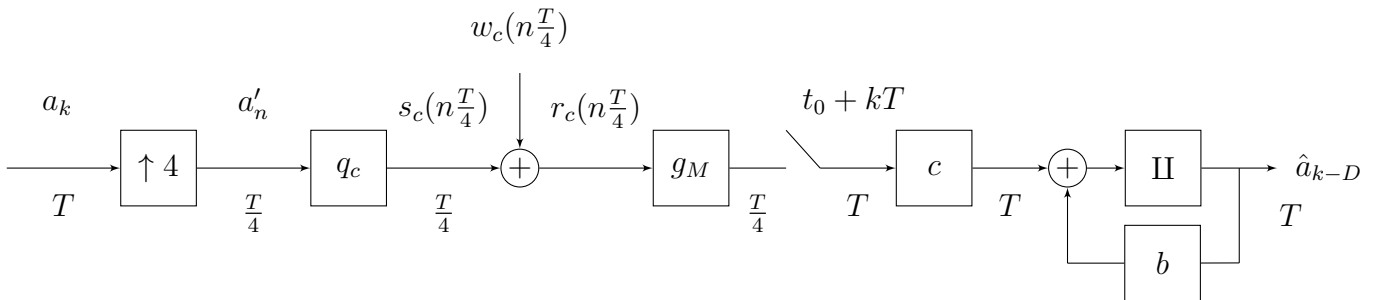 w_c(nT/4)
a_k
a'_n
s_c(nT/4)
r_c(nT/4)
t_0 + kT
↑ 4
q_c
+
g_M
c
+
Ш
â_{k−D}
T
T/4
T/4
T/4
T
T
T
b